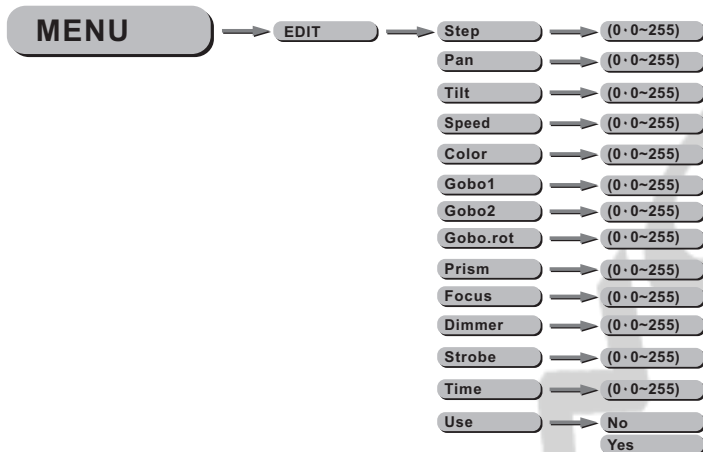 MENU EDIT Step (0·0~255)
Pan (0·0~255)
Tilt (0·0~255)
Speed (0·0~255)
Color (0·0~255)
Gobo1 (0·0~255)
Gobo2 (0·0~255)
Gobo.rot (0·0~255)
Prism (0·0~255)
Focus (0·0~255)
Dimmer (0·0~255)
Strobe (0·0~255)
Time (0·0~255)
Use No
Yes